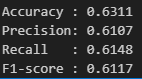 Accuracy : 0.6311
Precision: 0.6107
Recall   : 0.6148
F1-score : 0.6117